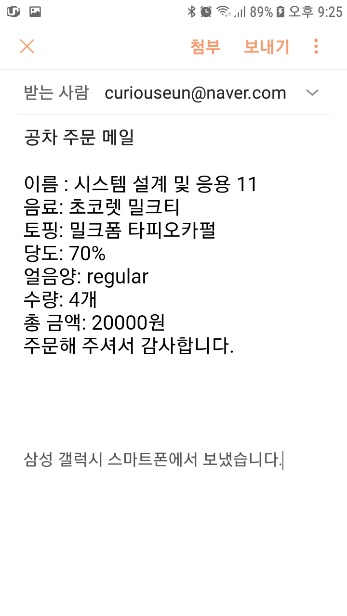 89% 오후 9:25
첨부 보내기
받는 사람 curiouseun@naver.com
공차 주문 메일
이름 : 시스템 설계 및 응용 11
음료: 초코렛 밀크티
토핑: 밀크폼 타피오카펄
당도: 70%
얼음양: regular
수량: 4개
총 금액: 20000원
주문해 주셔서 감사합니다.
삼성 갤럭시 스마트폰에서 보냈습니다.